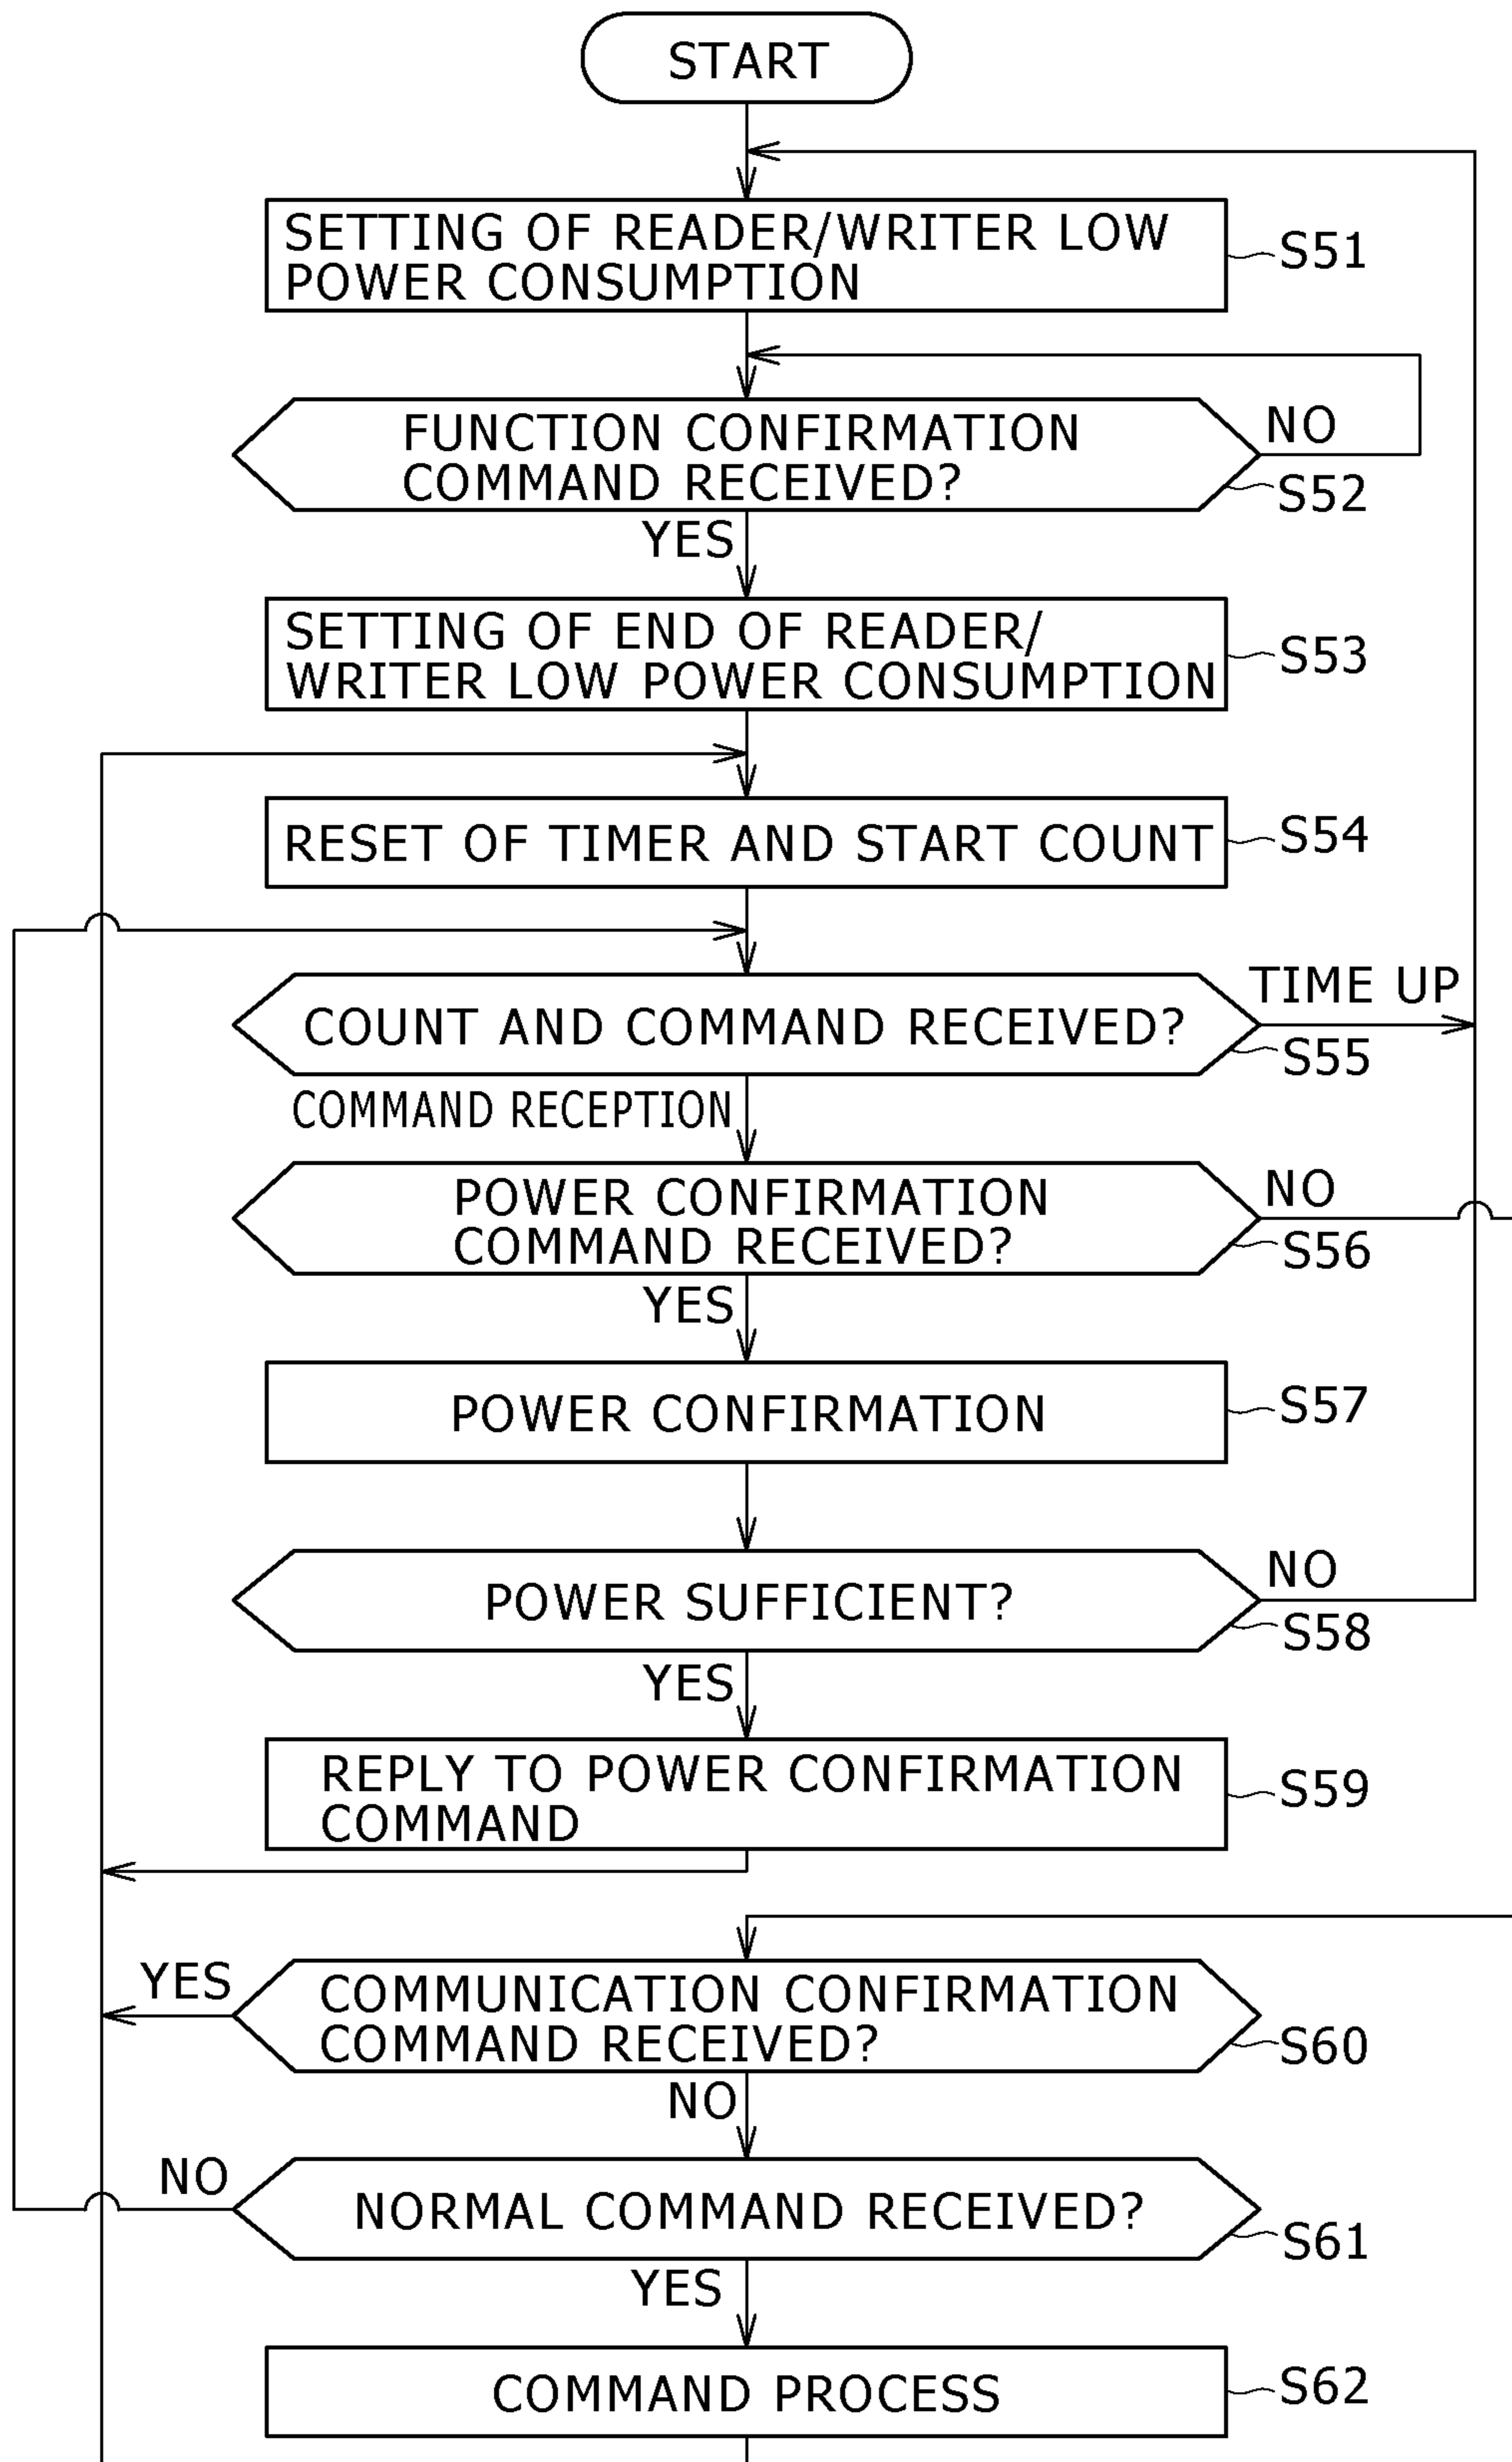 START
SETTING OF READER/WRITER LOW
POWER CONSUMPTION
S51
FUNCTION CONFIRMATION
COMMAND RECEIVED?
NO
S52
YES
SETTING OF END OF READER/
WRITER LOW POWER CONSUMPTION
S53
RESET OF TIMER AND START COUNT
S54
COUNT AND COMMAND RECEIVED?
TIME UP
S55
COMMAND RECEPTION
POWER CONFIRMATION
COMMAND RECEIVED?
NO
S56
YES
POWER CONFIRMATION
S57
POWER SUFFICIENT?
NO
S58
YES
REPLY TO POWER CONFIRMATION
COMMAND
S59
YES
COMMUNICATION CONFIRMATION
COMMAND RECEIVED?
S60
NO
NO
NORMAL COMMAND RECEIVED?
S61
YES
COMMAND PROCESS
S62